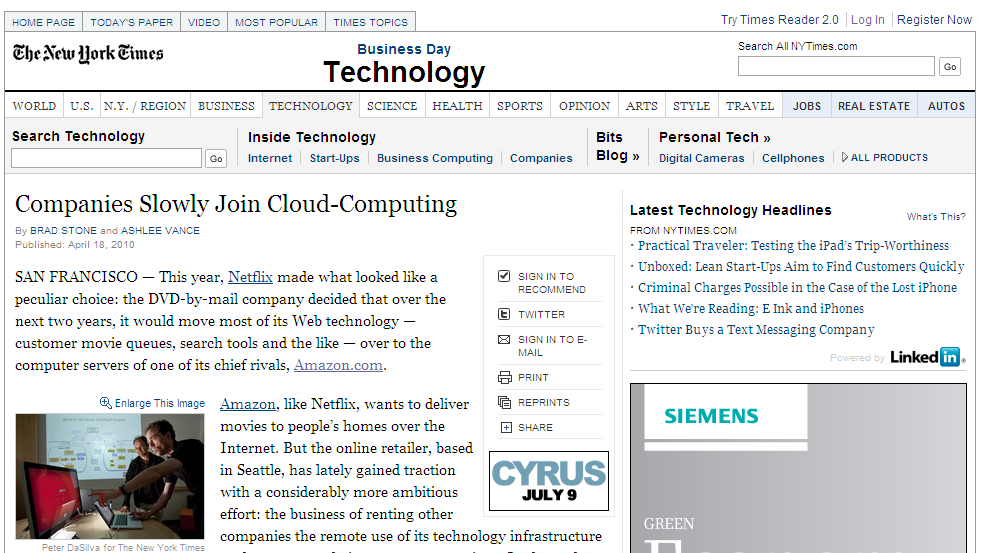 HOME PAGE TODAY'S PAPER VIDEO MOST POPULAR TIMES TOPICS
Try Times Reader 2.0 Log In Register Now
The New York Times
Business Day
Technology
Search All NYTimes.com
Go
WORLD U.S. N.Y. / REGION BUSINESS TECHNOLOGY SCIENCE HEALTH SPORTS OPINION ARTS STYLE TRAVEL JOBS REAL ESTATE AUTOS
Search Technology
Go
Inside Technology
Internet Start-Ups Business Computing Companies
Bits
Blog »
Personal Tech »
Digital Cameras Cellphones ALL PRODUCTS
Companies Slowly Join Cloud-Computing
By BRAD STONE and ASHLEE VANCE
Published: April 18, 2010
SAN FRANCISCO — This year, Netflix made what looked like a
peculiar choice: the DVD-by-mail company decided that over the
next two years, it would move most of its Web technology —
customer movie queues, search tools and the like — over to the
computer servers of one of its chief rivals, Amazon.com.
Enlarge This Image
Peter DaSilva for The New York Times
Amazon, like Netflix, wants to deliver
movies to people's homes over the
Internet. But the online retailer, based
in Seattle, has lately gained traction
with a considerably more ambitious
effort: the business of renting other
companies the remote use of its technology infrastructure
SIGN IN TO
RECOMMEND
TWITTER
SIGN IN TO E-
MAIL
PRINT
REPRINTS
SHARE
CYRUS
JULY 9
Latest Technology Headlines
What's This?
FROM NYTIMES.COM
• Practical Traveler: Testing the iPad's Trip-Worthiness
• Unboxed: Lean Start-Ups Aim to Find Customers Quickly
• Criminal Charges Possible in the Case of the Lost iPhone
• What We're Reading: E Ink and iPhones
• Twitter Buys a Text Messaging Company
Powered by LinkedIn
SIEMENS
GREEN